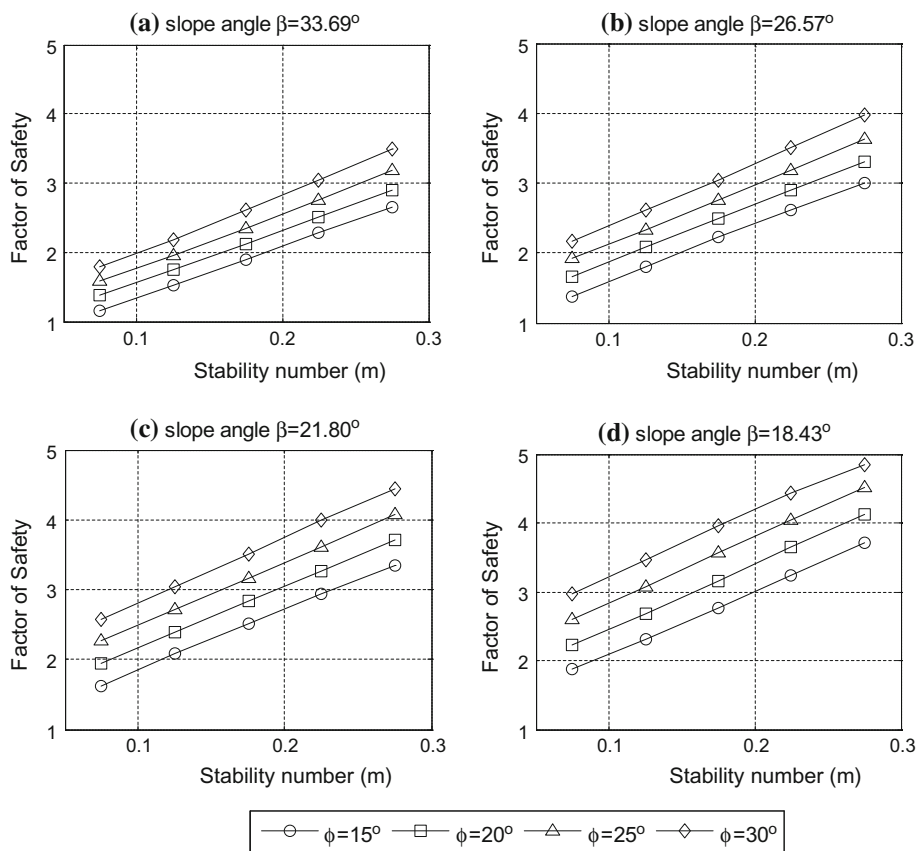 (a) slope angle β=33.69°
5
4
3
2
1
Factor of Safety
0.1 0.2 0.3
Stability number (m)
(b) slope angle β=26.57°
5
4
3
2
1
Factor of Safety
0.1 0.2 0.3
Stability number (m)
(c) slope angle β=21.80°
5
4
3
2
1
Factor of Safety
0.1 0.2 0.3
Stability number (m)
(d) slope angle β=18.43°
5
4
3
2
1
Factor of Safety
0.1 0.2 0.3
Stability number (m)
ϕ=15° ϕ=20° ϕ=25° ϕ=30°